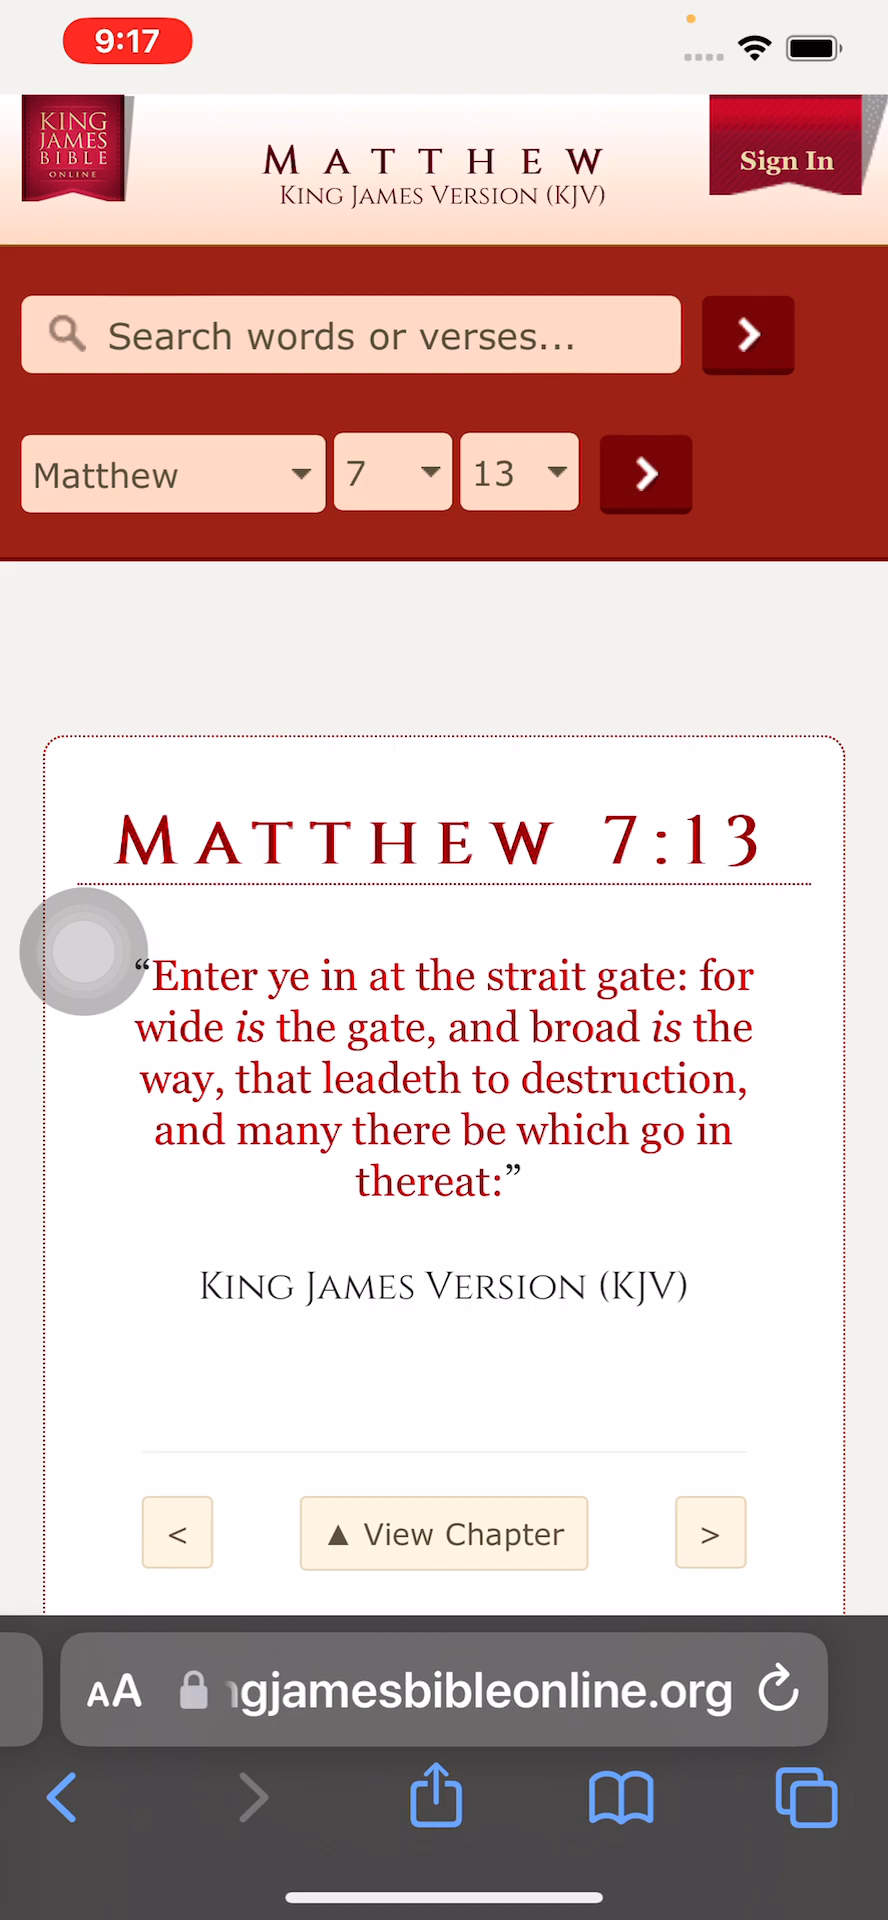 9:17
KING
JAMES
BIBLE
ONLINE
MATTHEW
KING JAMES VERSION (KJV)
Sign In
Search words or verses...
Matthew
7
13
MATTHEW 7:13
“Enter ye in at the strait gate: for
wide is the gate, and broad is the
way, that leadeth to destruction,
and many there be which go in
thereat:”
KING JAMES VERSION (KJV)
<
▲ View Chapter
>
AA
ngjamesbibleonline.org